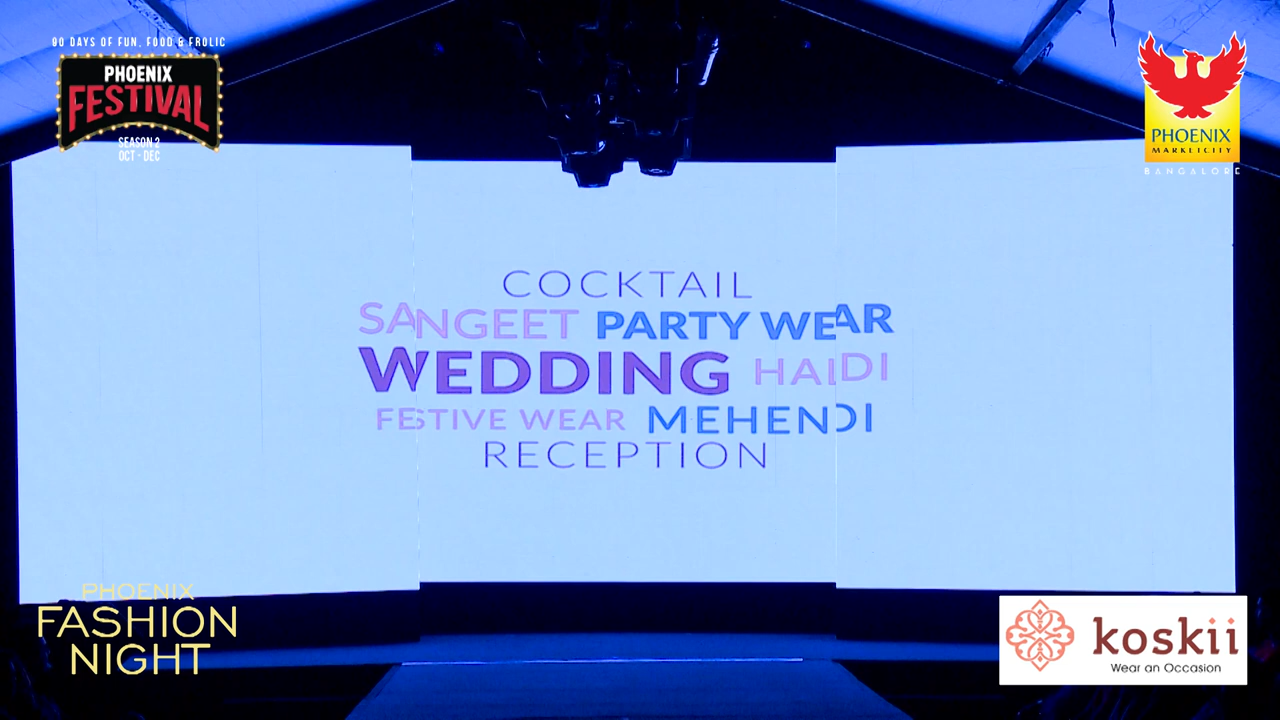 90 DAYS OF FUN, FOOD & FROLIC
PHOENIX
FESTIVAL
SEASON 2
OCT - DEC
PHOENIX
MARKETCITY
BANGALORE
COCKTAIL
SANGEET PARTY WEAR
WEDDING HALDI
FESTIVE WEAR MEHENDI
RECEPTION
PHOENIX
FASHION
NIGHT
koskii
Wear an Occasion